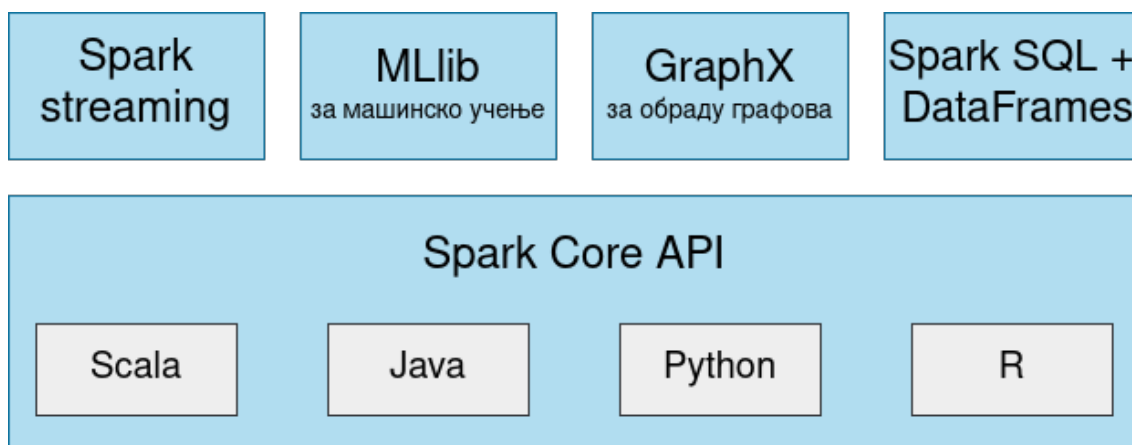 Spark
streaming
MLlib
за машинско учење
GraphX
за обраду графова
Spark SQL +
DataFrames
Spark Core API
Scala
Java
Python
R